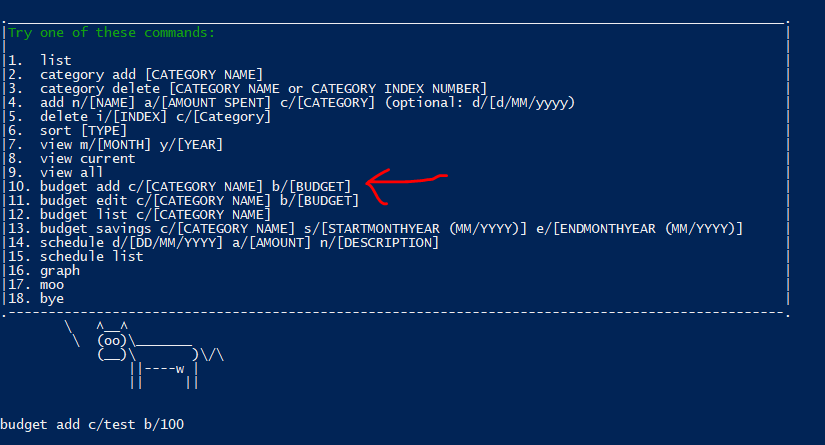 Try one of these commands:
1. list
2. category add [CATEGORY NAME]
3. category delete [CATEGORY NAME or CATEGORY INDEX NUMBER]
4. add n/[NAME] a/[AMOUNT SPENT] c/[CATEGORY] (optional: d/[d/MM/yyyy)
5. delete i/[INDEX] c/[Category]
6. sort [TYPE]
7. view m/[MONTH] y/[YEAR]
8. view current
9. view all
10. budget add c/[CATEGORY NAME] b/[BUDGET]
11. budget edit c/[CATEGORY NAME] b/[BUDGET]
12. budget list c/[CATEGORY NAME]
13. budget savings c/[CATEGORY NAME] s/[STARTMONTHYEAR (MM/YYYY)] e/[ENDMONTHYEAR (MM/YYYY)]
14. schedule d/[DD/MM/YYYY] a/[AMOUNT] n/[DESCRIPTION]
15. schedule list
16. graph
17. moo
18. bye
\   ^__^
\  (oo)\_______
(__)\       )\/\
||----w |
||     ||
budget add c/test b/100